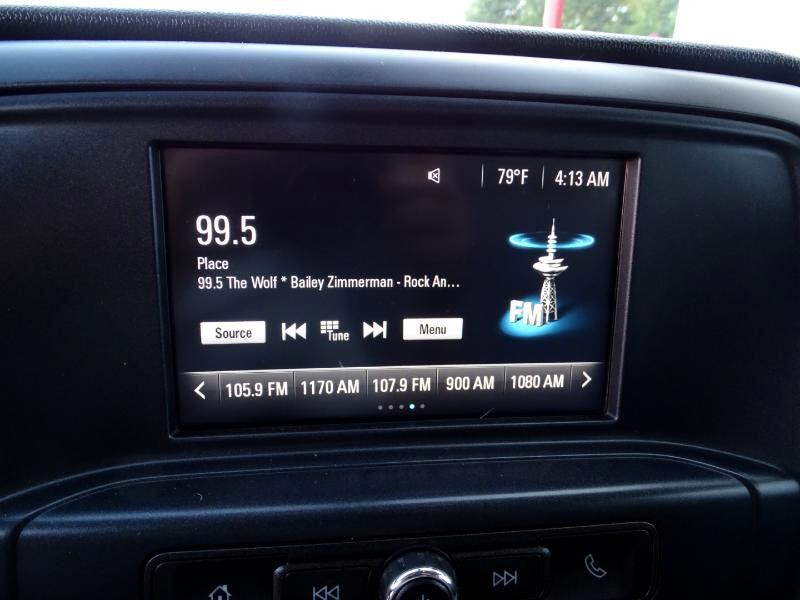 79°F 4:13 AM
99.5
Place
99.5 The Wolf * Bailey Zimmerman - Rock An...
FM
Source Tune Menu
105.9 FM 1170 AM 107.9 FM 900 AM 1080 AM